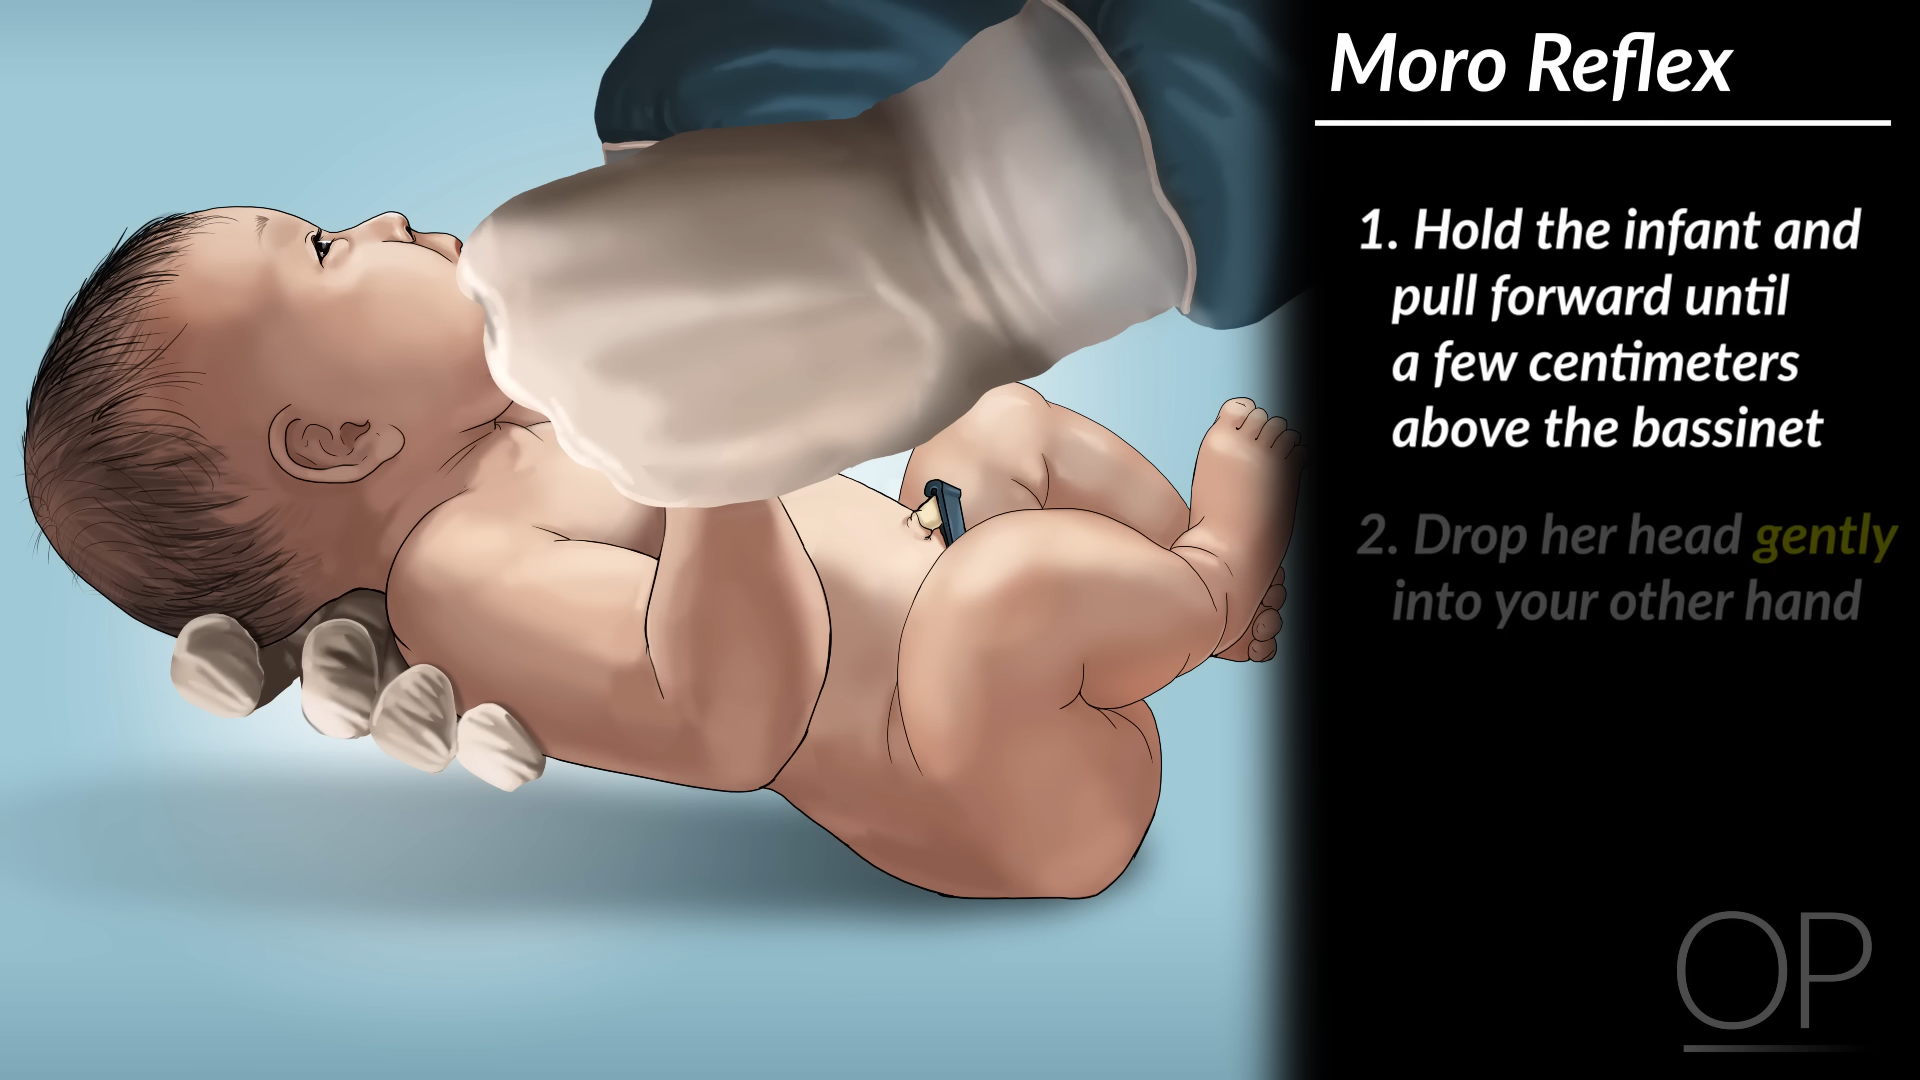 Moro Reflex
1. Hold the infant and
pull forward until
a few centimeters
above the bassinet
2. Drop her head gently
into your other hand
OP